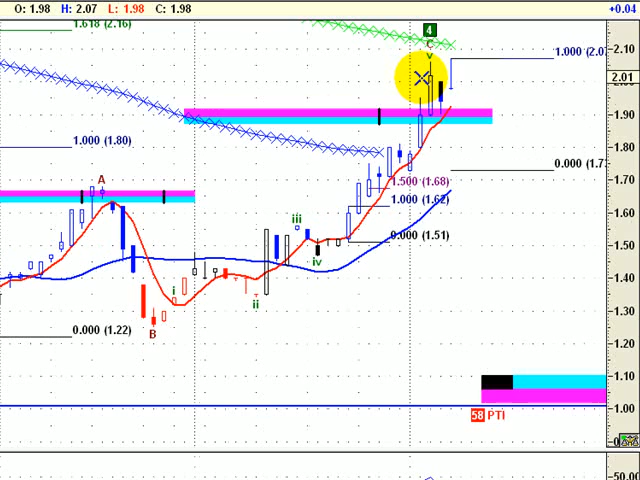 O: 1.98 H: 2.07 L: 1.98 C: 1.98 +0.04
1.618 (2.16)
4
C
v
2.10
1.000 (2.0
2.01
2.00
1.90
1.000 (1.80)
1.80
0.000 (1.7
A
1.500 (1.68)
1.70
1.000 (1.62)
1.60
iii
0.000 (1.51)
1.50
iv
i
1.40
ii
0.000 (1.22)
B
1.30
1.20
1.10
1.00
58 PTI
50.00